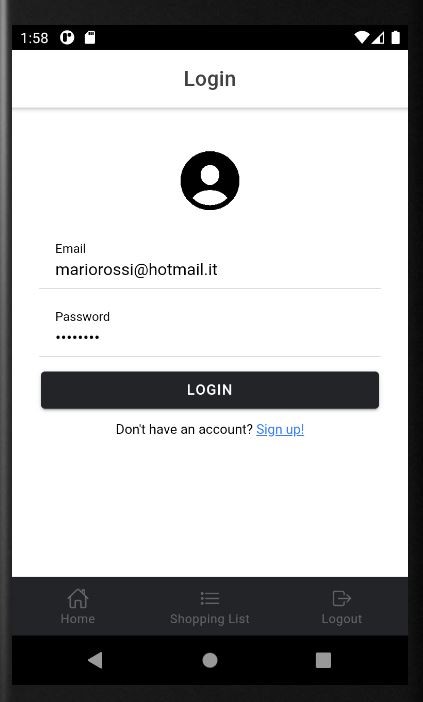 1:58
Login
Email
mariorossi@hotmail.it
Password
••••••••
LOGIN
Don't have an account? Sign up!
Home Shopping List Logout